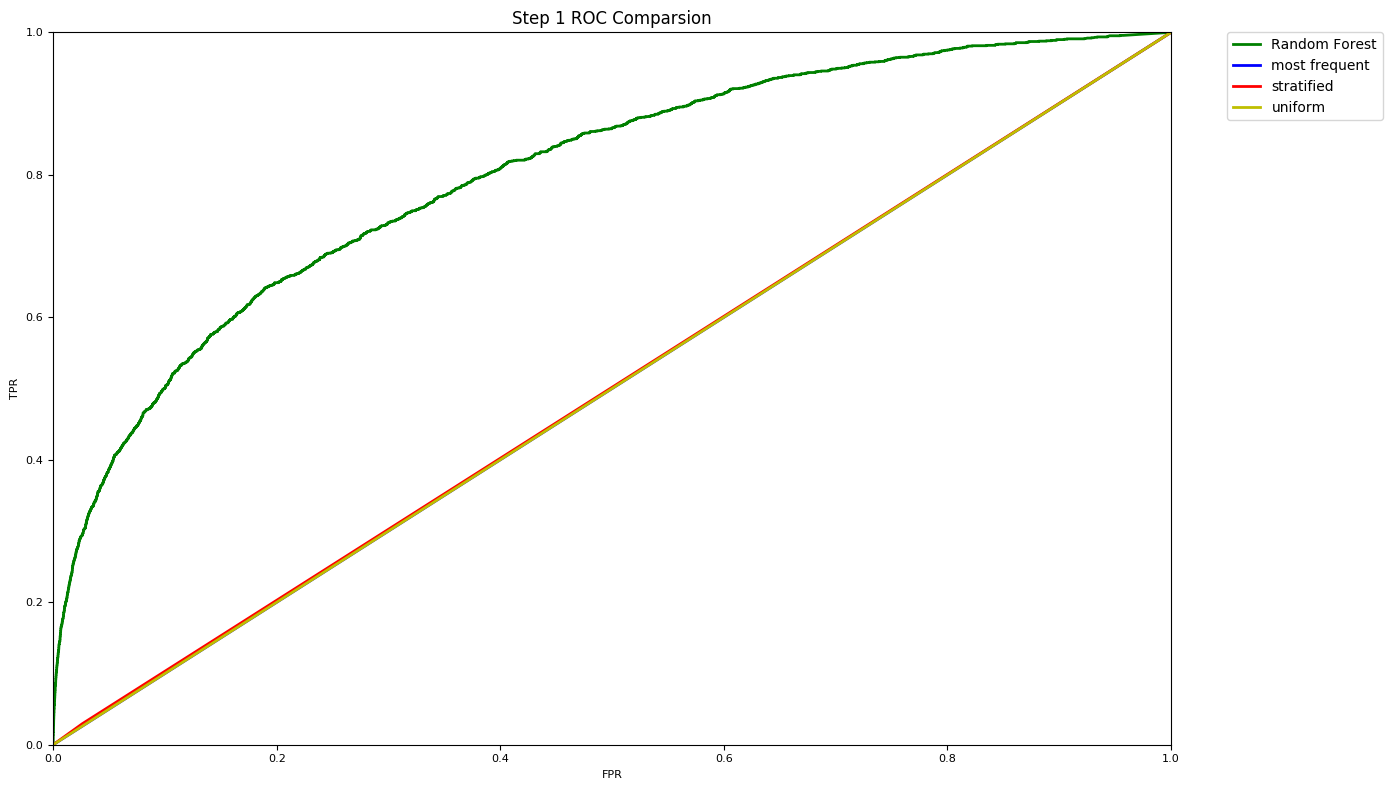 Step 1 ROC Comparsion
Random Forest
most frequent
stratified
uniform
TPR
1.0
0.8
0.6
0.4
0.2
0.0
0.0 0.2 0.4 0.6 0.8 1.0
FPR